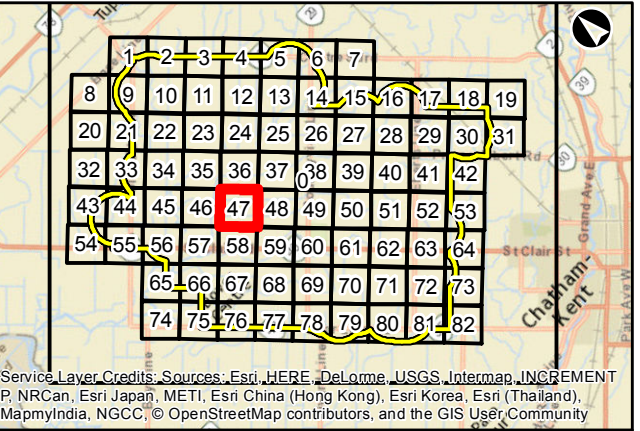 1 2 3 4 5 6 7
8 9 10 11 12 13 14 15 16 17 18 19
20 21 22 23 24 25 26 27 28 29 30 31
32 33 34 35 36 37 38 39 40 41 42
0
43 44 45 46 47 48 49 50 51 52 53
54 55 56 57 58 59 60 61 62 63 64
St Clair St
65 66 67 68 69 70 71 72 73
74 75 76 77 78 79 80 81 82
Grand Ave E
Chatham-
Kent
Park Ave W
Service Layer Credits: Sources: Esri, HERE, DeLorme, USGS, Intermap, INCREMENT
P, NRCan, Esri Japan, METI, Esri China (Hong Kong), Esri Korea, Esri (Thailand),
MapmyIndia, NGCC, © OpenStreetMap contributors, and the GIS User Community